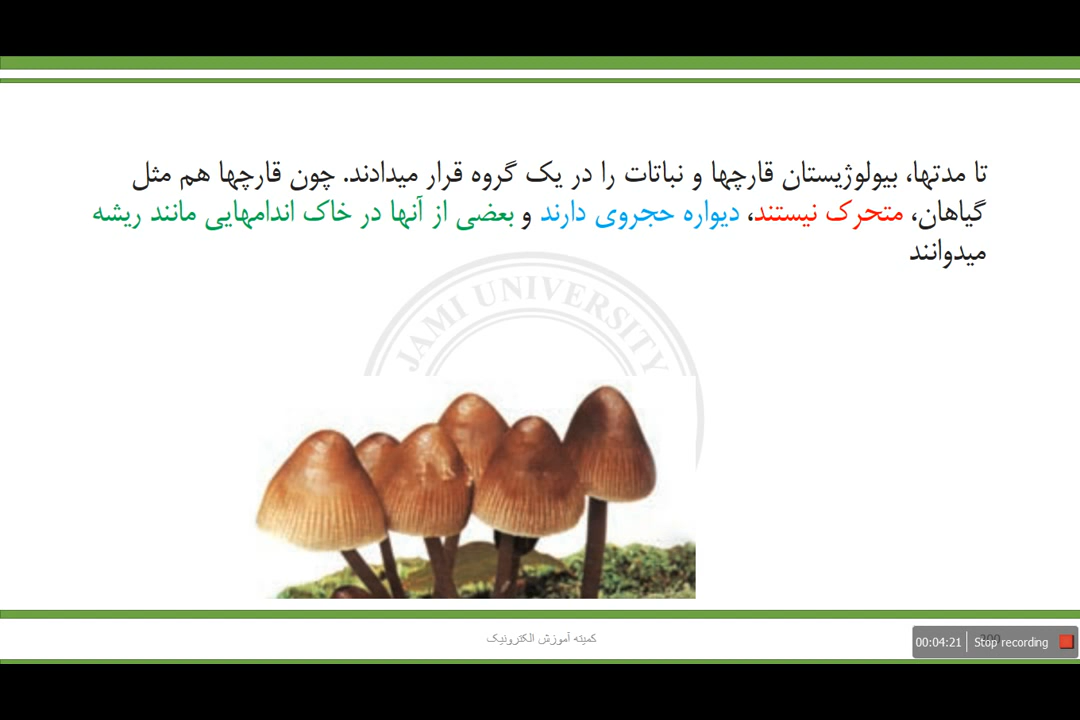 تا مدتها، بیولوژیستان قارچها و نباتات را در یک گروه قرار میدادند. چون قارچها هم مثل
گیاهان، متحرک نیستند، دیواره حجروی دارند و بعضی از آنها در خاک اندامهایی مانند ریشه
میدوانند
JAMI UNIVERSITY
کمیته آموزش الکترونیک
00:04:21 Stop recording